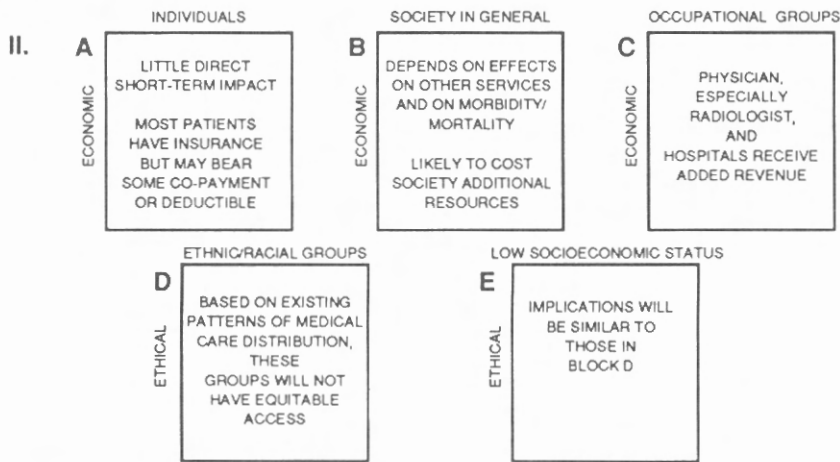 INDIVIDUALS
SOCIETY IN GENERAL
OCCUPATIONAL GROUPS
II.
A
ECONOMIC
LITTLE DIRECT
SHORT-TERM IMPACT
MOST PATIENTS
HAVE INSURANCE
BUT MAY BEAR
SOME CO-PAYMENT
OR DEDUCTIBLE
B
ECONOMIC
DEPENDS ON EFFECTS
ON OTHER SERVICES
AND ON MORBIDITY/
MORTALITY
LIKELY TO COST
SOCIETY ADDITIONAL
RESOURCES
C
ECONOMIC
PHYSICIAN,
ESPECIALLY
RADIOLOGIST,
AND
HOSPITALS RECEIVE
ADDED REVENUE
ETHNIC/RACIAL GROUPS
LOW SOCIOECONOMIC STATUS
D
ETHICAL
BASED ON EXISTING
PATTERNS OF MEDICAL
CARE DISTRIBUTION,
THESE
GROUPS WILL NOT
HAVE EQUITABLE
ACCESS
E
ETHICAL
IMPLICATIONS WILL
BE SIMILAR TO
THOSE IN
BLOCK D